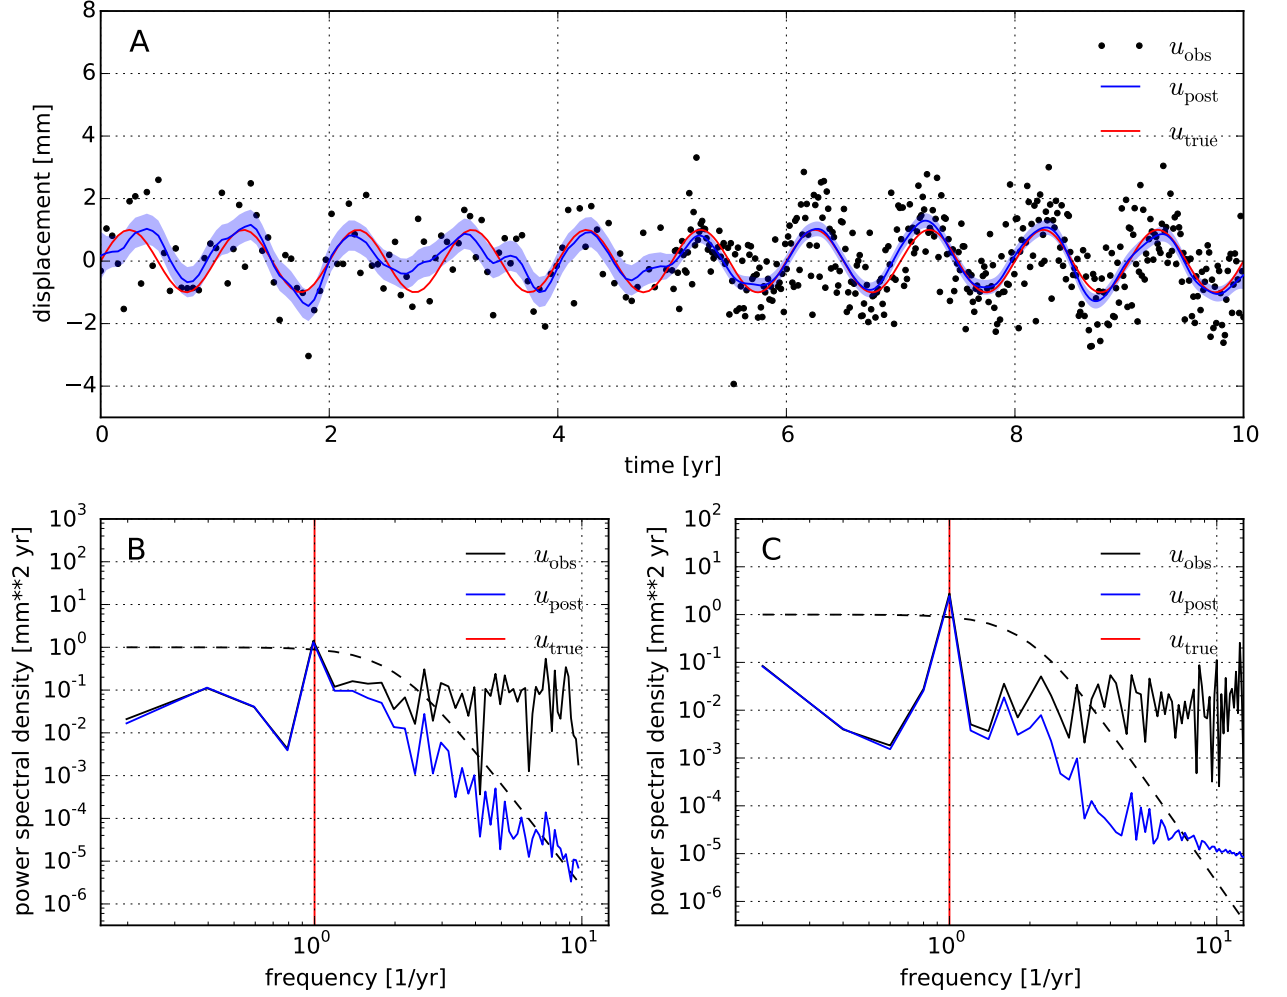 A
8
6
4
2
0
−2
−4
displacement [mm]
u_obs
u_post
u_true
0 2 4 6 8 10
time [yr]
B
10^3
10^2
10^1
10^0
10^-1
10^-2
10^-3
10^-4
10^-5
10^-6
power spectral density [mm**2 yr]
u_obs
u_post
u_true
10^0 10^1
frequency [1/yr]
C
10^2
10^1
10^0
10^-1
10^-2
10^-3
10^-4
10^-5
10^-6
power spectral density [mm**2 yr]
u_obs
u_post
u_true
10^0 10^1
frequency [1/yr]